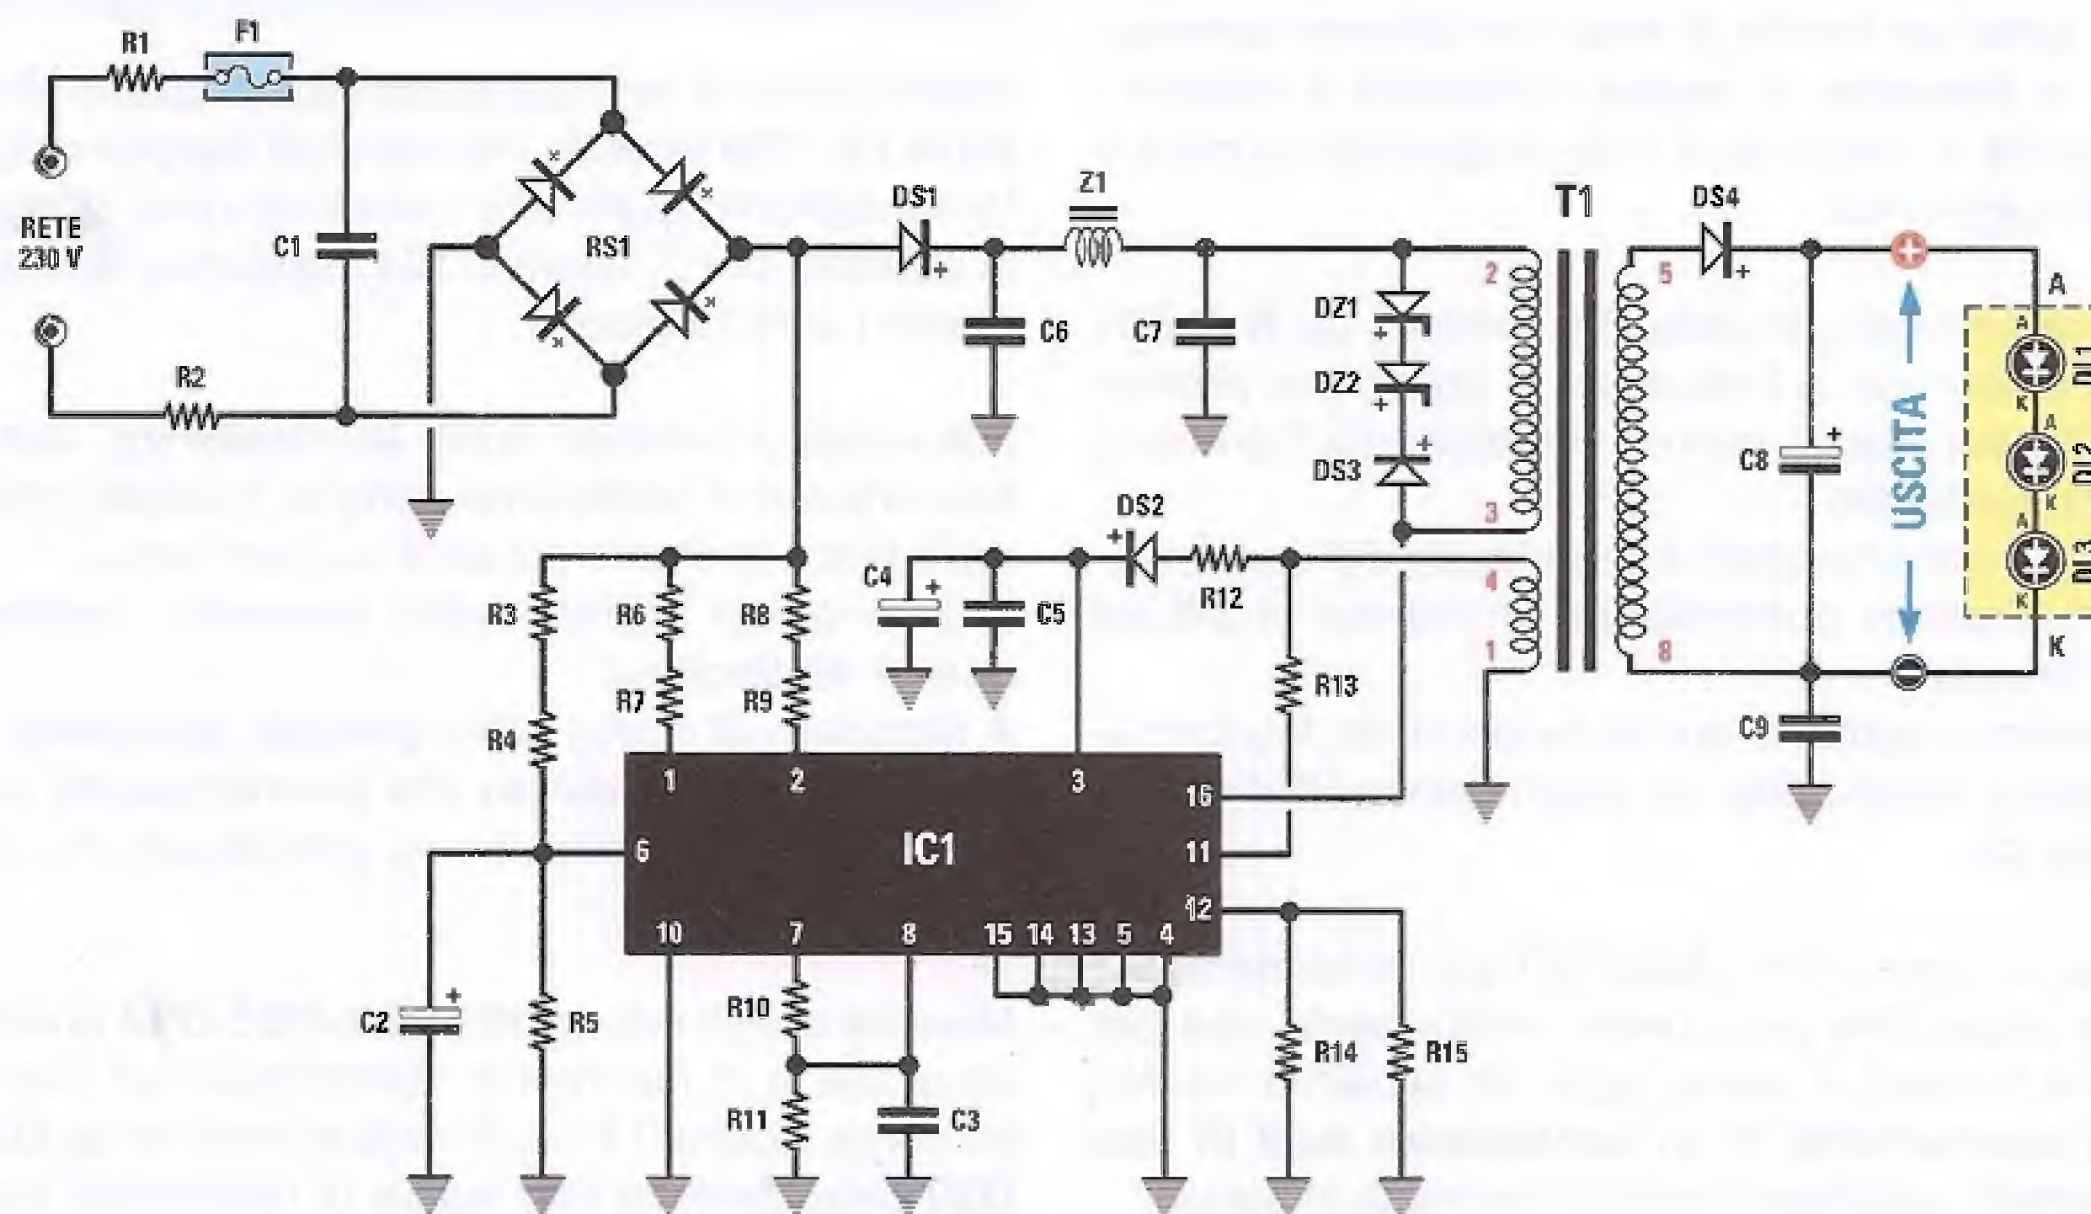 R1
F1
RETE
230 V
C1
R2
RS1
DS1
+
Z1
C6
C7
DZ1
+
DZ2
+
+
DS3
T1
2
3
4
1
5
8
DS4
+
C8
+
USCITA
+
−
A
A
DL1
K
A
DL2
K
A
DL3
K
K
C9
C4
+
C5
DS2
+
R12
R13
R3
R4
R6
R7
R8
R9
1
2
3
16
11
12
6
IC1
10
7
8
15
14
13
5
4
C2
+
R5
R10
R11
C3
R14
R15